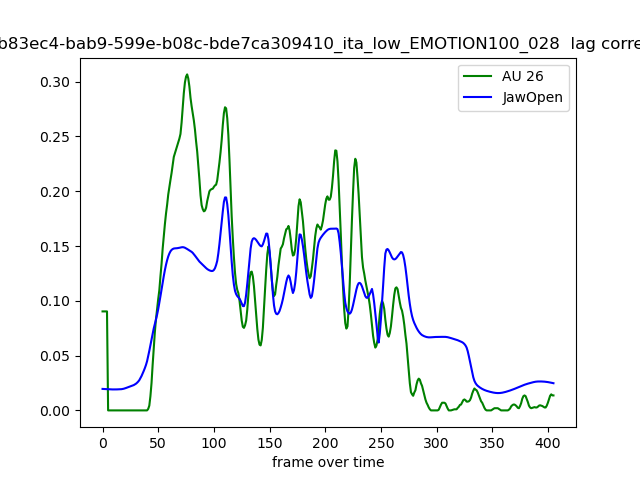 b83ec4-bab9-599e-b08c-bde7ca309410_ita_low_EMOTION100_028 lag corre
AU 26
JawOpen
0.30
0.25
0.20
0.15
0.10
0.05
0.00
0 50 100 150 200 250 300 350 400
frame over time